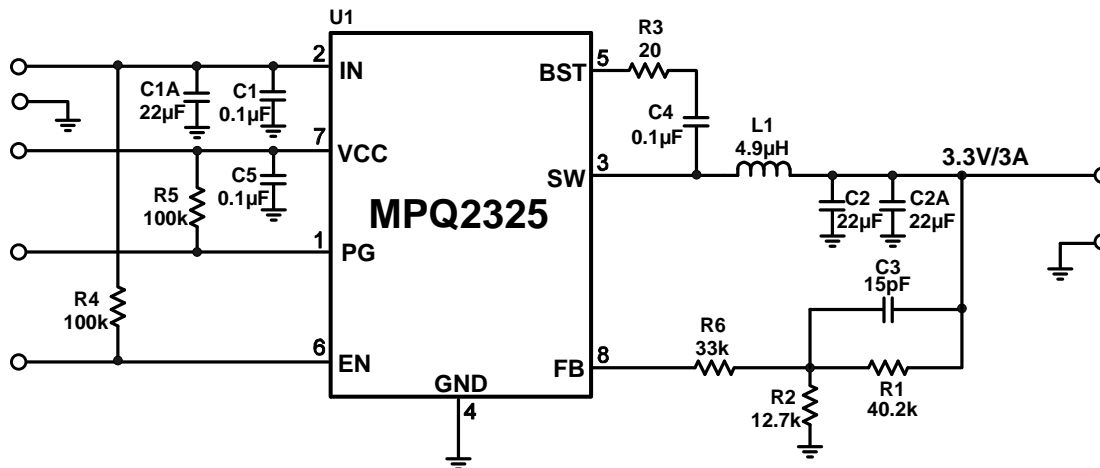 U1
MPQ2325
2
IN
7
VCC
1
PG
6
EN
GND
4
5
BST
3
SW
8
FB
C1A
22µF
C1
0.1µF
R5
100k
C5
0.1µF
R4
100k
R3
20
C4
0.1µF
L1
4.9µH
3.3V/3A
C2
22µF
C2A
22µF
C3
15pF
R6
33k
R2
12.7k
R1
40.2k